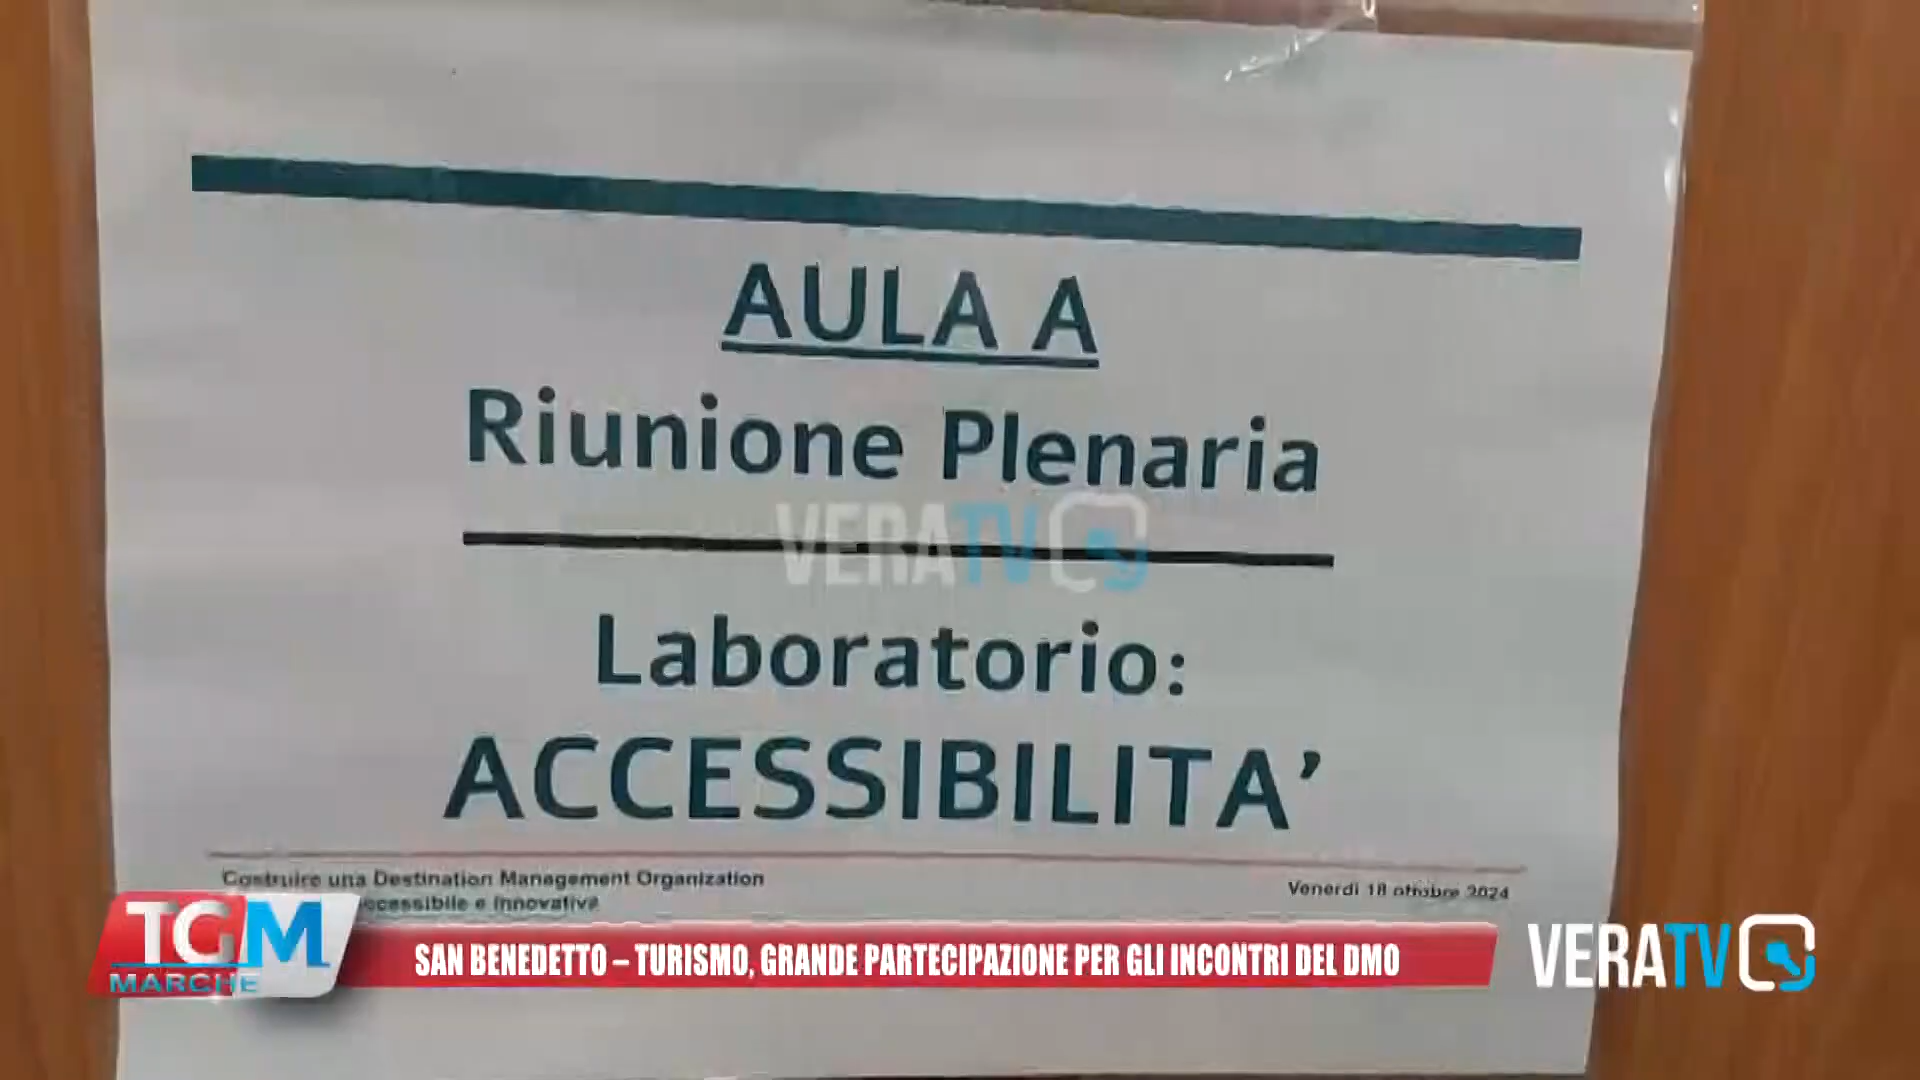 AULA A
Riunione Plenaria
VERATV
Laboratorio:
ACCESSIBILITA’
Costruire una Destination Management Organization
accessibile e Innovativa
Venerdì 18 ottobre 2024
TGM
MARCHE
SAN BENEDETTO – TURISMO, GRANDE PARTECIPAZIONE PER GLI INCONTRI DEL DMO
VERATV